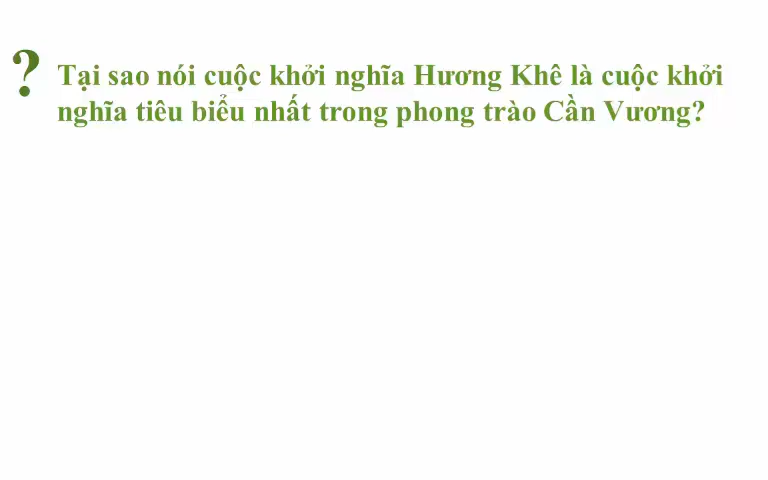 ? Tại sao nói cuộc khởi nghĩa Hương Khê là cuộc khởi
nghĩa tiêu biểu nhất trong phong trào Cần Vương?